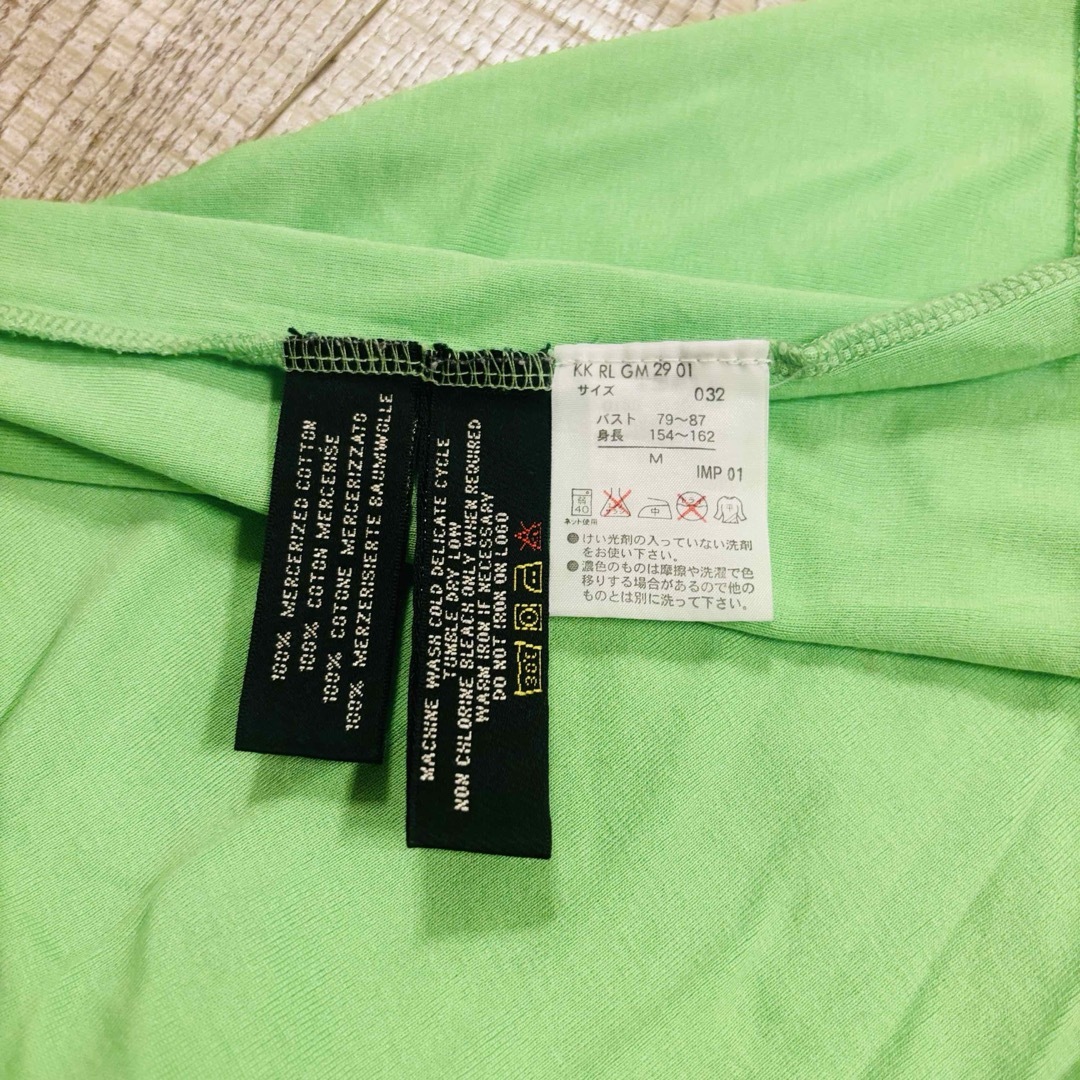 100% MERCERIZED COTTON
100% COTON MERCERISE
100% COTONE MERCERIZZATO
100% MERZERISIERTE BAUMWOLLE
MACHINE WASH COLD DELICATE CYCLE
TUMBLE DRY LOW
NON CHLORINE BLEACH ONLY WHEN REQUIRED
WARM IRON IF NECESSARY
DO NOT IRON ON LOGO
30°
KK RL GM 29 01
サイズ 032
バスト 79～87
身長 154～162
M
IMP 01
弱 40 中
ネット使用
●けい光剤の入っていない洗剤
をお使い下さい。
●濃色のものは摩擦や洗濯で色
移りする場合があるので他の
ものとは別に洗って下さい。